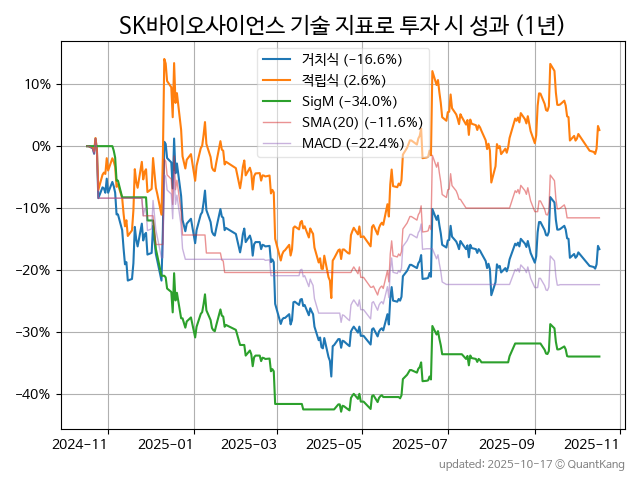 SK바이오사이언스 기술 지표로 투자 시 성과 (1년)
거치식 (−16.6%)
적립식 (2.6%)
SigM (−34.0%)
SMA(20) (−11.6%)
MACD (−22.4%)
10%
0%
−10%
−20%
−30%
−40%
2024-11 2025-01 2025-03 2025-05 2025-07 2025-09 2025-11
updated: 2025-10-17 © QuantKang